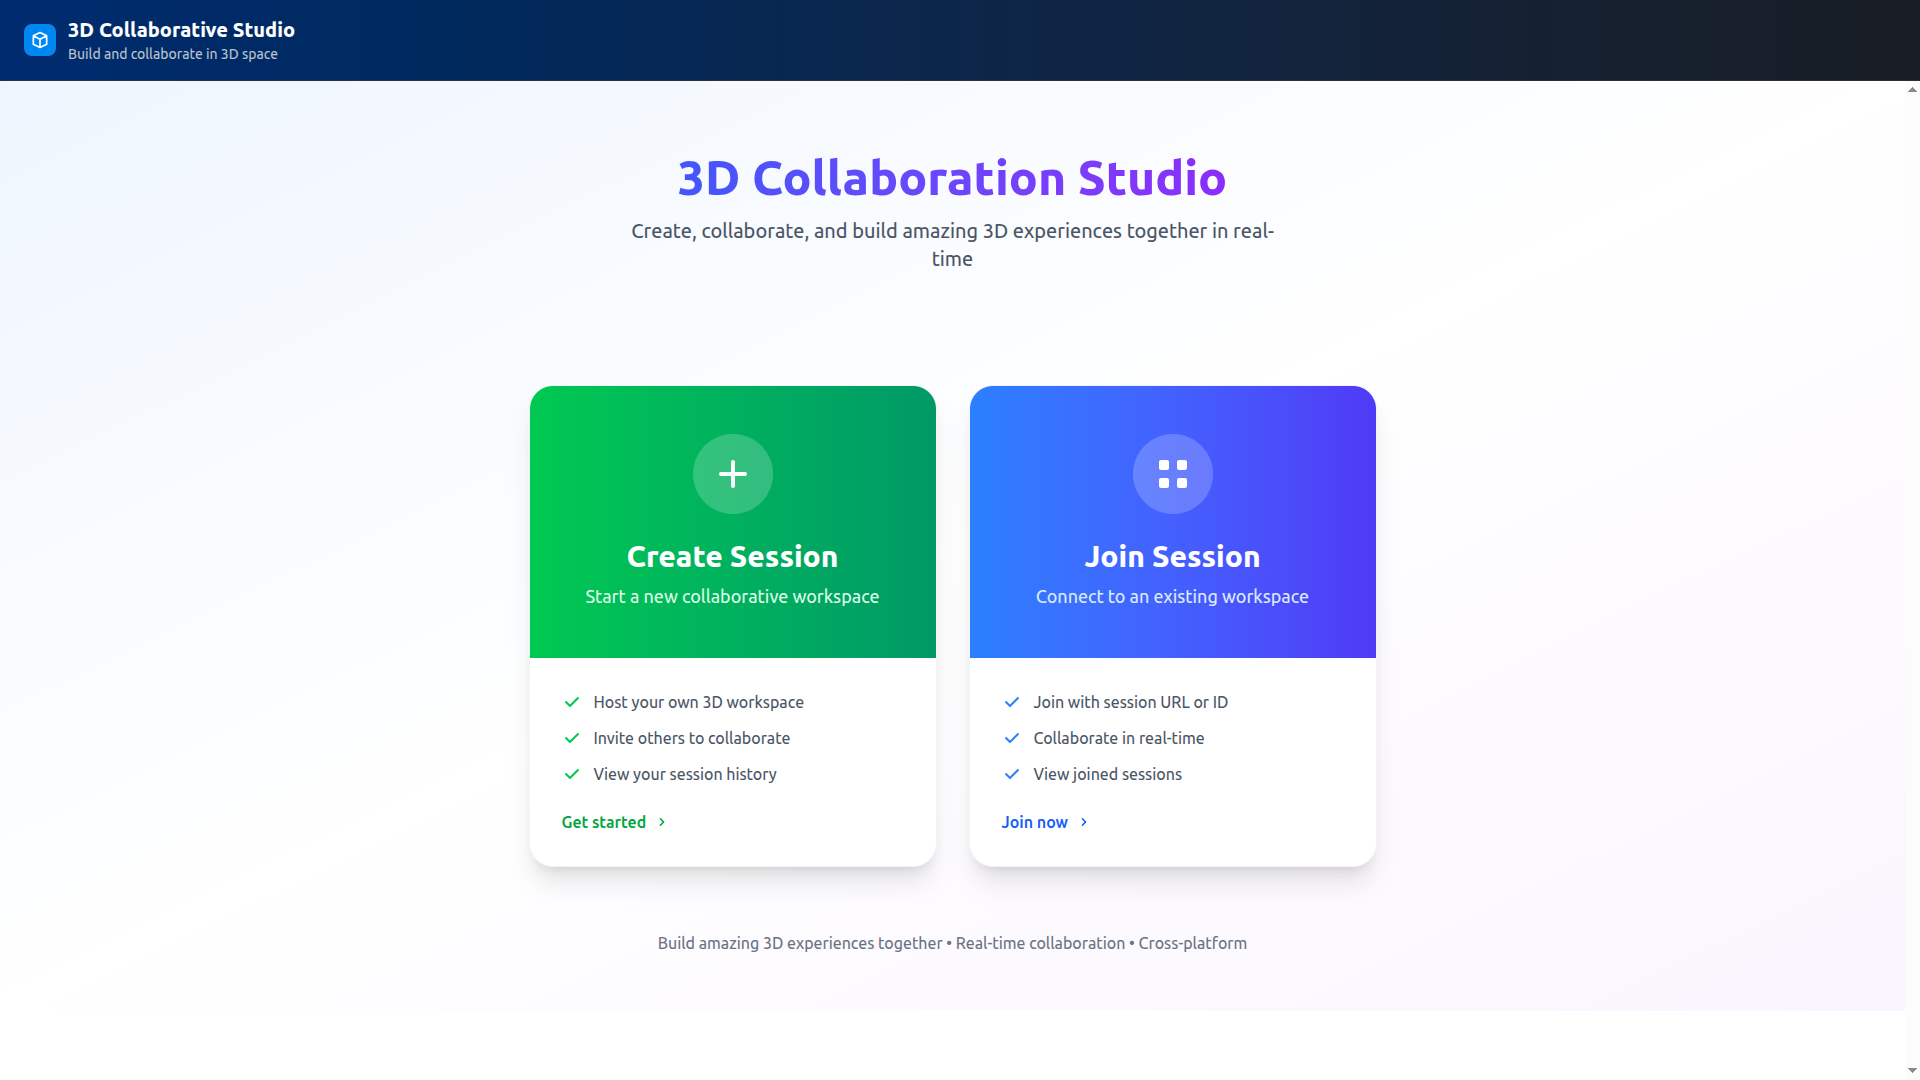 3D Collaborative Studio
Build and collaborate in 3D space
3D Collaboration Studio
Create, collaborate, and build amazing 3D experiences together in real-
time
Create Session
Start a new collaborative workspace
Host your own 3D workspace
Invite others to collaborate
View your session history
Get started
Join Session
Connect to an existing workspace
Join with session URL or ID
Collaborate in real-time
View joined sessions
Join now
Build amazing 3D experiences together • Real-time collaboration • Cross-platform